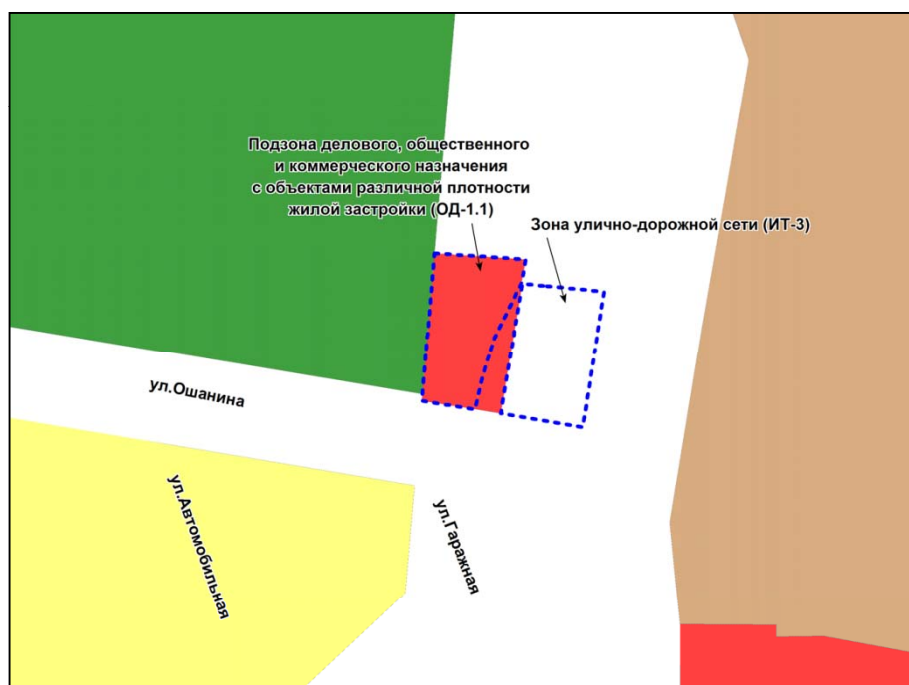 Подзона делового, общественного
и коммерческого назначения
с объектами различной плотности
жилой застройки (ОД-1.1)
Зона улично-дорожной сети (ИТ-3)
ул.Ошанина
ул.Автомобильная
ул.Гаражная